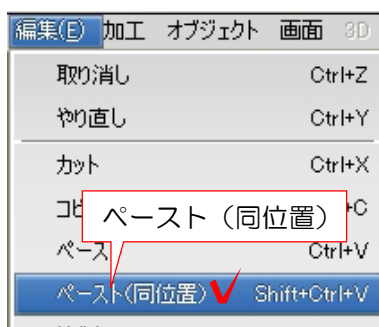 編集(E) 加工 オブジェクト 画面 3D
取り消し Ctrl+Z
やり直し Ctrl+Y
カット Ctrl+X
ペースト（同位置）
Ctrl+V
ペースト(同位置) Shift+Ctrl+V